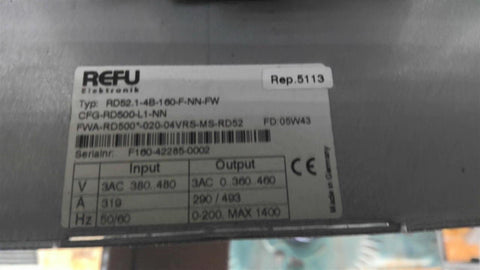 REFU
Elektronik
Rep.5113
Typ: RD52.1-4B-160-F-NN-FW
CFG-RD500-L1-NN
FWA-RD500*-020-04VRS-MS-RD52 FD:05W43
Serialnr: F160-42285-0002
Input Output
V 3AC 380..480 3AC 0..360..460
A 319 290 / 493
Hz 50/60 0-200. MAX 1400
CE
Made in Germany